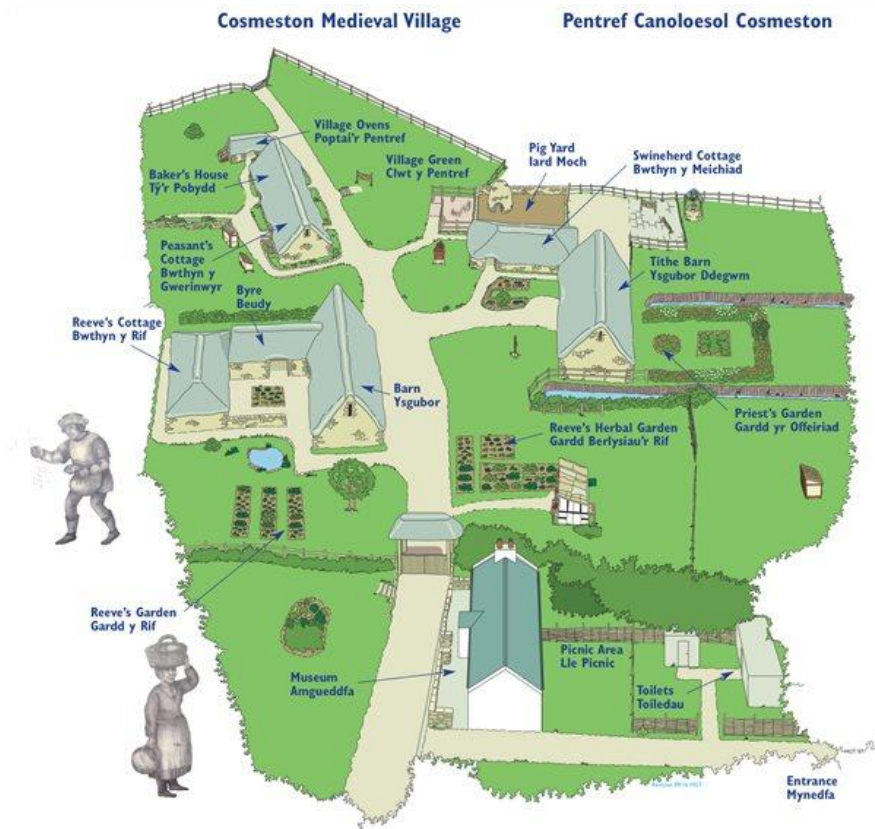 Cosmeston Medieval Village
Pentref Canoloesol Cosmeston
Village Ovens
Poptai'r Pentref
Baker's House
Tŷ'r Pobydd
Village Green
Clwt y Pentref
Pig Yard
Iard Moch
Swineherd Cottage
Bwthyn y Meichiad
Peasant's
Cottage
Bwthyn y
Gwerinwyr
Tithe Barn
Ysgubor Ddegwm
Byre
Beudy
Reeve's Cottage
Bwthyn y Rif
Barn
Ysgubor
Priest's Garden
Gardd yr Offeiriad
Reeve's Herbal Garden
Gardd Berlysiau'r Rif
Reeve's Garden
Gardd y Rif
Museum
Amgueddfa
Picnic Area
Lle Picnic
Toilets
Toiledau
Entrance
Mynedfa